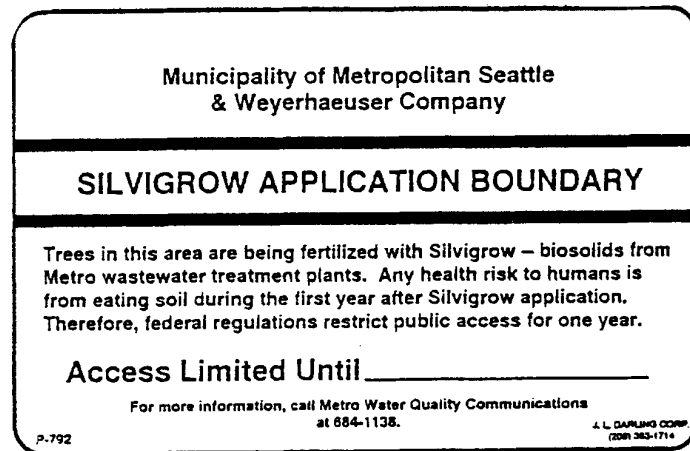 Municipality of Metropolitan Seattle
& Weyerhaeuser Company
SILVIGROW APPLICATION BOUNDARY
Trees in this area are being fertilized with Silvigrow – biosolids from
Metro wastewater treatment plants. Any health risk to humans is
from eating soil during the first year after Silvigrow application.
Therefore, federal regulations restrict public access for one year.
Access Limited Until
For more information, call Metro Water Quality Communications
at 684-1138.
P-792
J. L. DARLING CORP.
(206) 383-1714